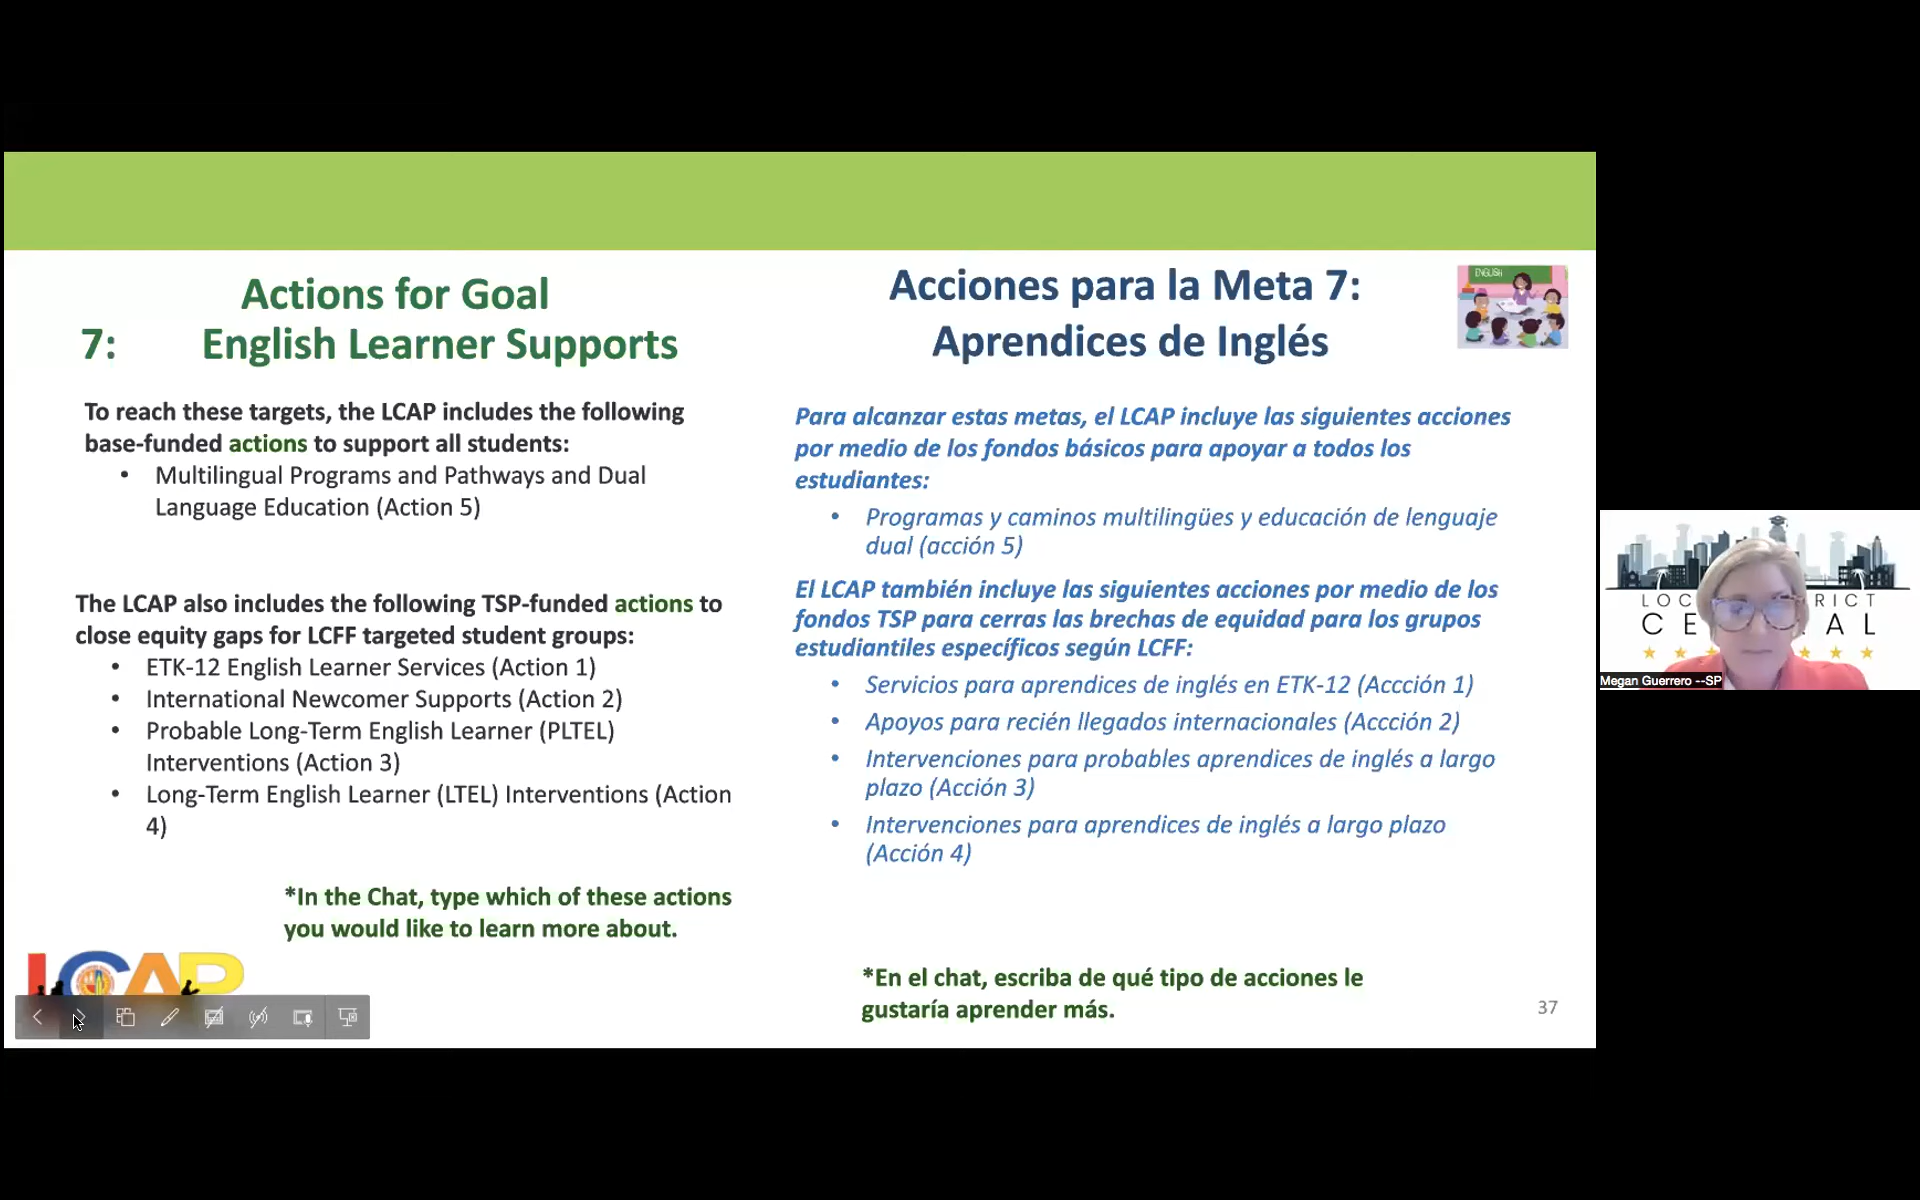 Actions for Goal
7: English Learner Supports
To reach these targets, the LCAP includes the following
base-funded actions to support all students:
• Multilingual Programs and Pathways and Dual
Language Education (Action 5)
The LCAP also includes the following TSP-funded actions to
close equity gaps for LCFF targeted student groups:
• ETK-12 English Learner Services (Action 1)
• International Newcomer Supports (Action 2)
• Probable Long-Term English Learner (PLTEL)
Interventions (Action 3)
• Long-Term English Learner (LTEL) Interventions (Action
4)
*In the Chat, type which of these actions
you would like to learn more about.
LCAP
Acciones para la Meta 7:
Aprendices de Inglés
ENGLISH
Para alcanzar estas metas, el LCAP incluye las siguientes acciones
por medio de los fondos básicos para apoyar a todos los
estudiantes:
• Programas y caminos multilingües y educación de lenguaje
dual (acción 5)
El LCAP también incluye las siguientes acciones por medio de los
fondos TSP para cerras las brechas de equidad para los grupos
estudiantiles específicos según LCFF:
• Servicios para aprendices de inglés en ETK-12 (Accción 1)
• Apoyos para recién llegados internacionales (Accción 2)
• Intervenciones para probables aprendices de inglés a largo
plazo (Acción 3)
• Intervenciones para aprendices de inglés a largo plazo
(Acción 4)
*En el chat, escriba de qué tipo de acciones le
gustaría aprender más.
37
LOC RICT
CE AL
Megan Guerrero --SP